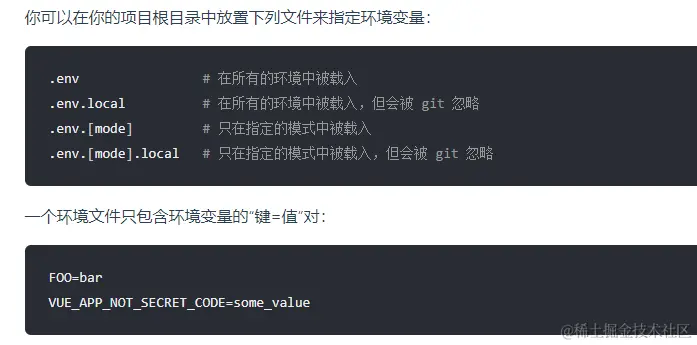 你可以在你的项目根目录中放置下列文件来指定环境变量：
.env # 在所有的环境中被载入
.env.local # 在所有的环境中被载入，但会被 git 忽略
.env.[mode] # 只在指定的模式中被载入
.env.[mode].local # 只在指定的模式中被载入，但会被 git 忽略
一个环境文件只包含环境变量的“键=值”对：
FOO=bar
VUE_APP_NOT_SECRET_CODE=some_value
@稀土掘金技术社区